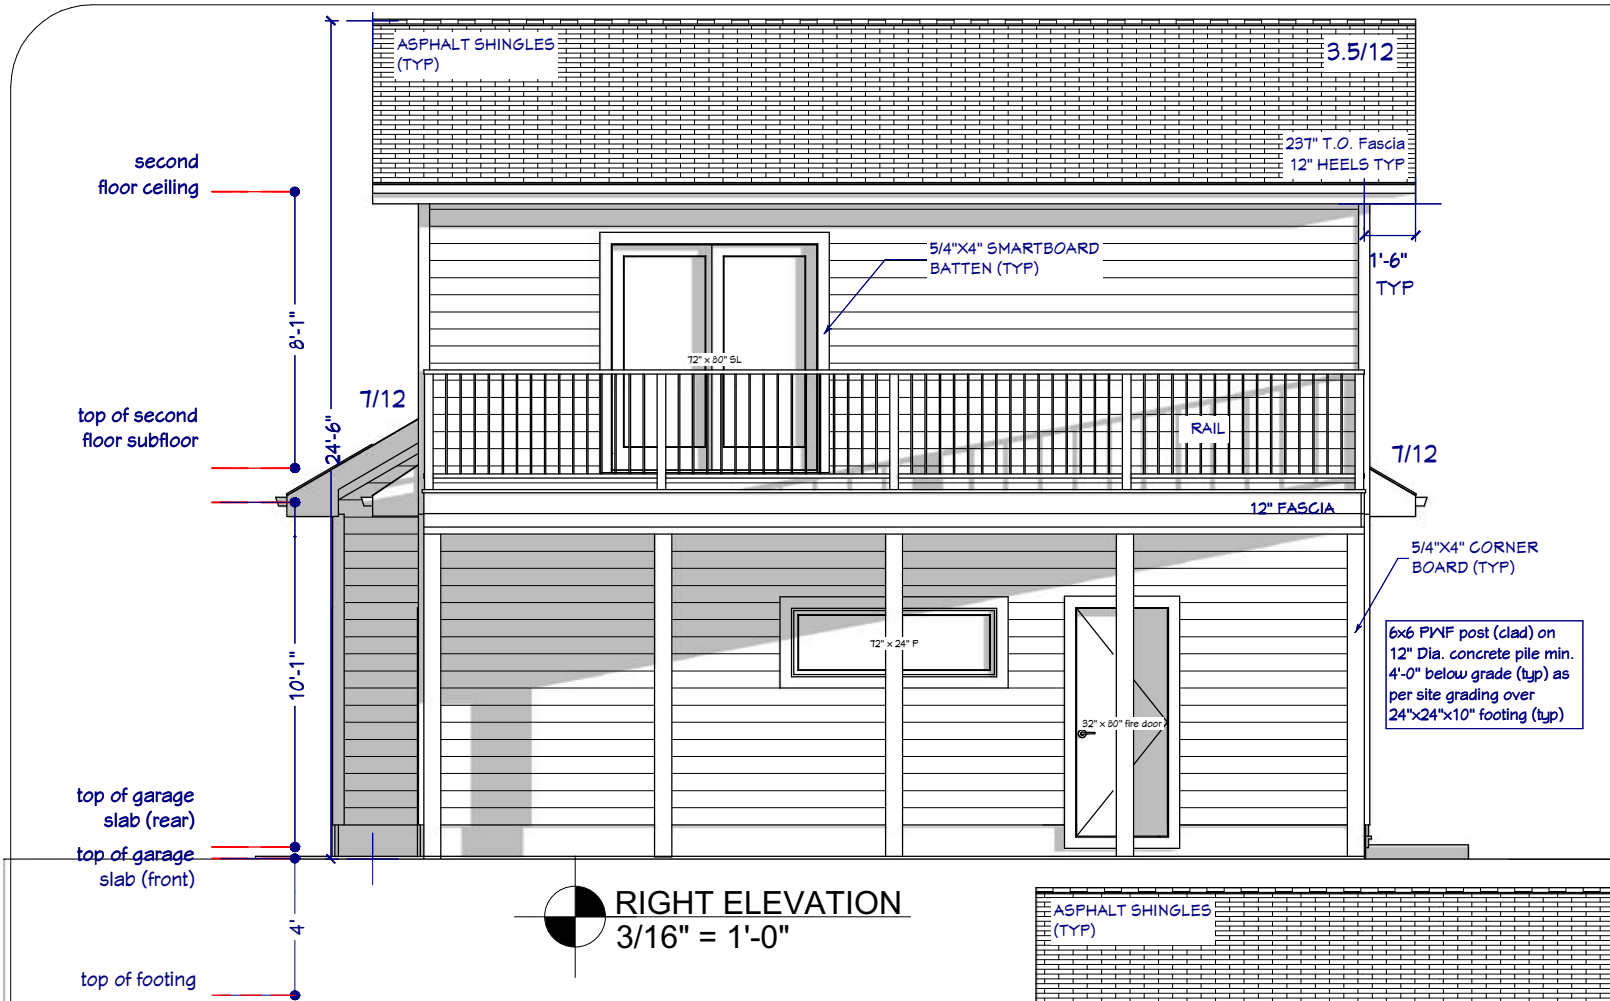 ASPHALT SHINGLES
(TYP)
3.5/12
237" T.O. Fascia
12" HEELS TYP
second
floor ceiling
5/4"X4" SMARTBOARD
BATTEN (TYP)
1'-6"
TYP
8'-1"
72" x 80" SL
7/12
top of second
floor subfloor
24'-6"
RAIL
7/12
12" FASCIA
5/4"X4" CORNER
BOARD (TYP)
72" x 24" P
6x6 PWF post (clad) on
12" Dia. concrete pile min.
4'-0" below grade (typ) as
per site grading over
24"x24"x10" footing (typ)
10'-1"
32" x 80" fire door
top of garage
slab (rear)
top of garage
slab (front)
4'
top of footing
RIGHT ELEVATION
3/16" = 1'-0"
ASPHALT SHINGLES
(TYP)